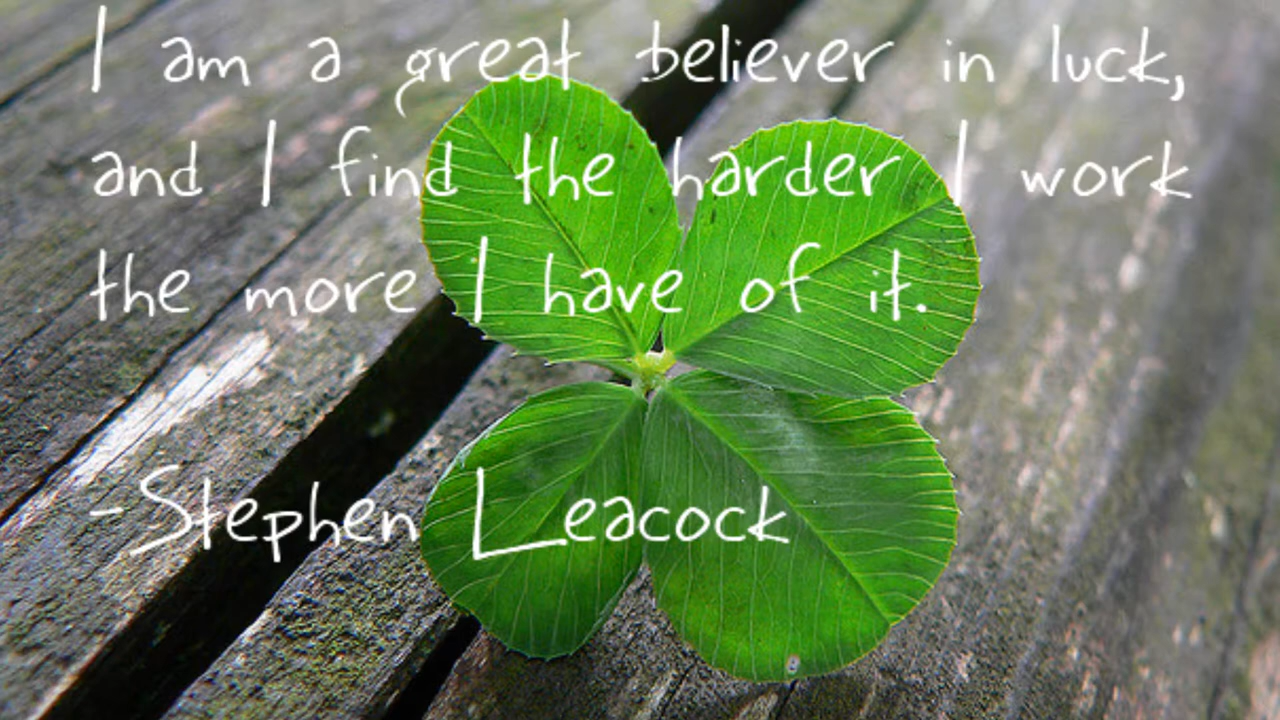 I am a great believer in luck,
and I find the harder I work
the more I have of it.
-Stephen Leacock